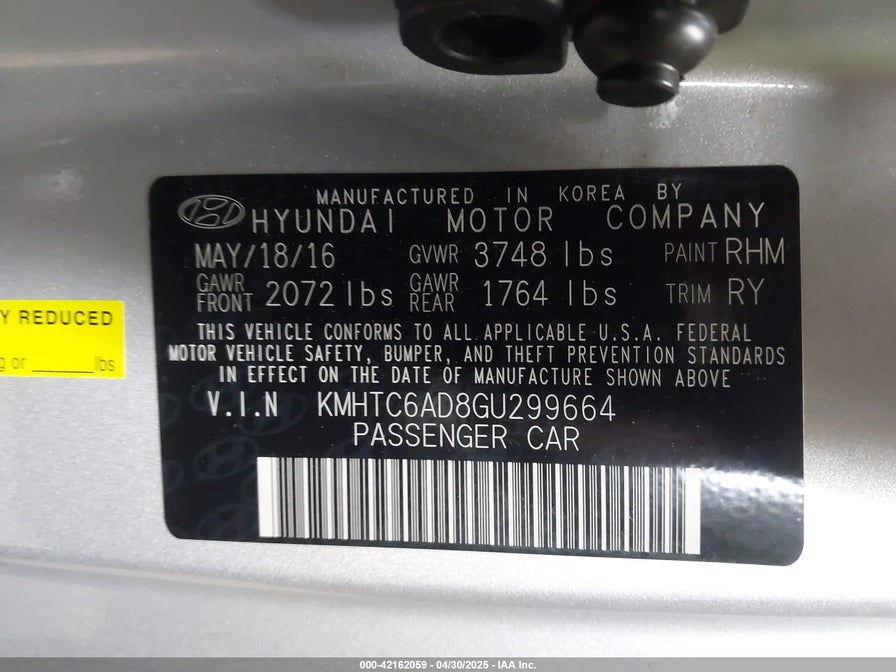 MANUFACTURED IN KOREA BY
HYUNDAI MOTOR COMPANY
MAY/18/16 GVWR 3748 lbs PAINT RHM
GAWR FRONT 2072 lbs GAWR REAR 1764 lbs TRIM RY
THIS VEHICLE CONFORMS TO ALL APPLICABLE U.S.A. FEDERAL
MOTOR VEHICLE SAFETY, BUMPER, AND THEFT PREVENTION STANDARDS
IN EFFECT ON THE DATE OF MANUFACTURE SHOWN ABOVE
V.I.N KMHTC6AD8GU299664
PASSENGER CAR
Y REDUCED
g or ______lbs
000-42162059 - 04/30/2025 - IAA Inc.